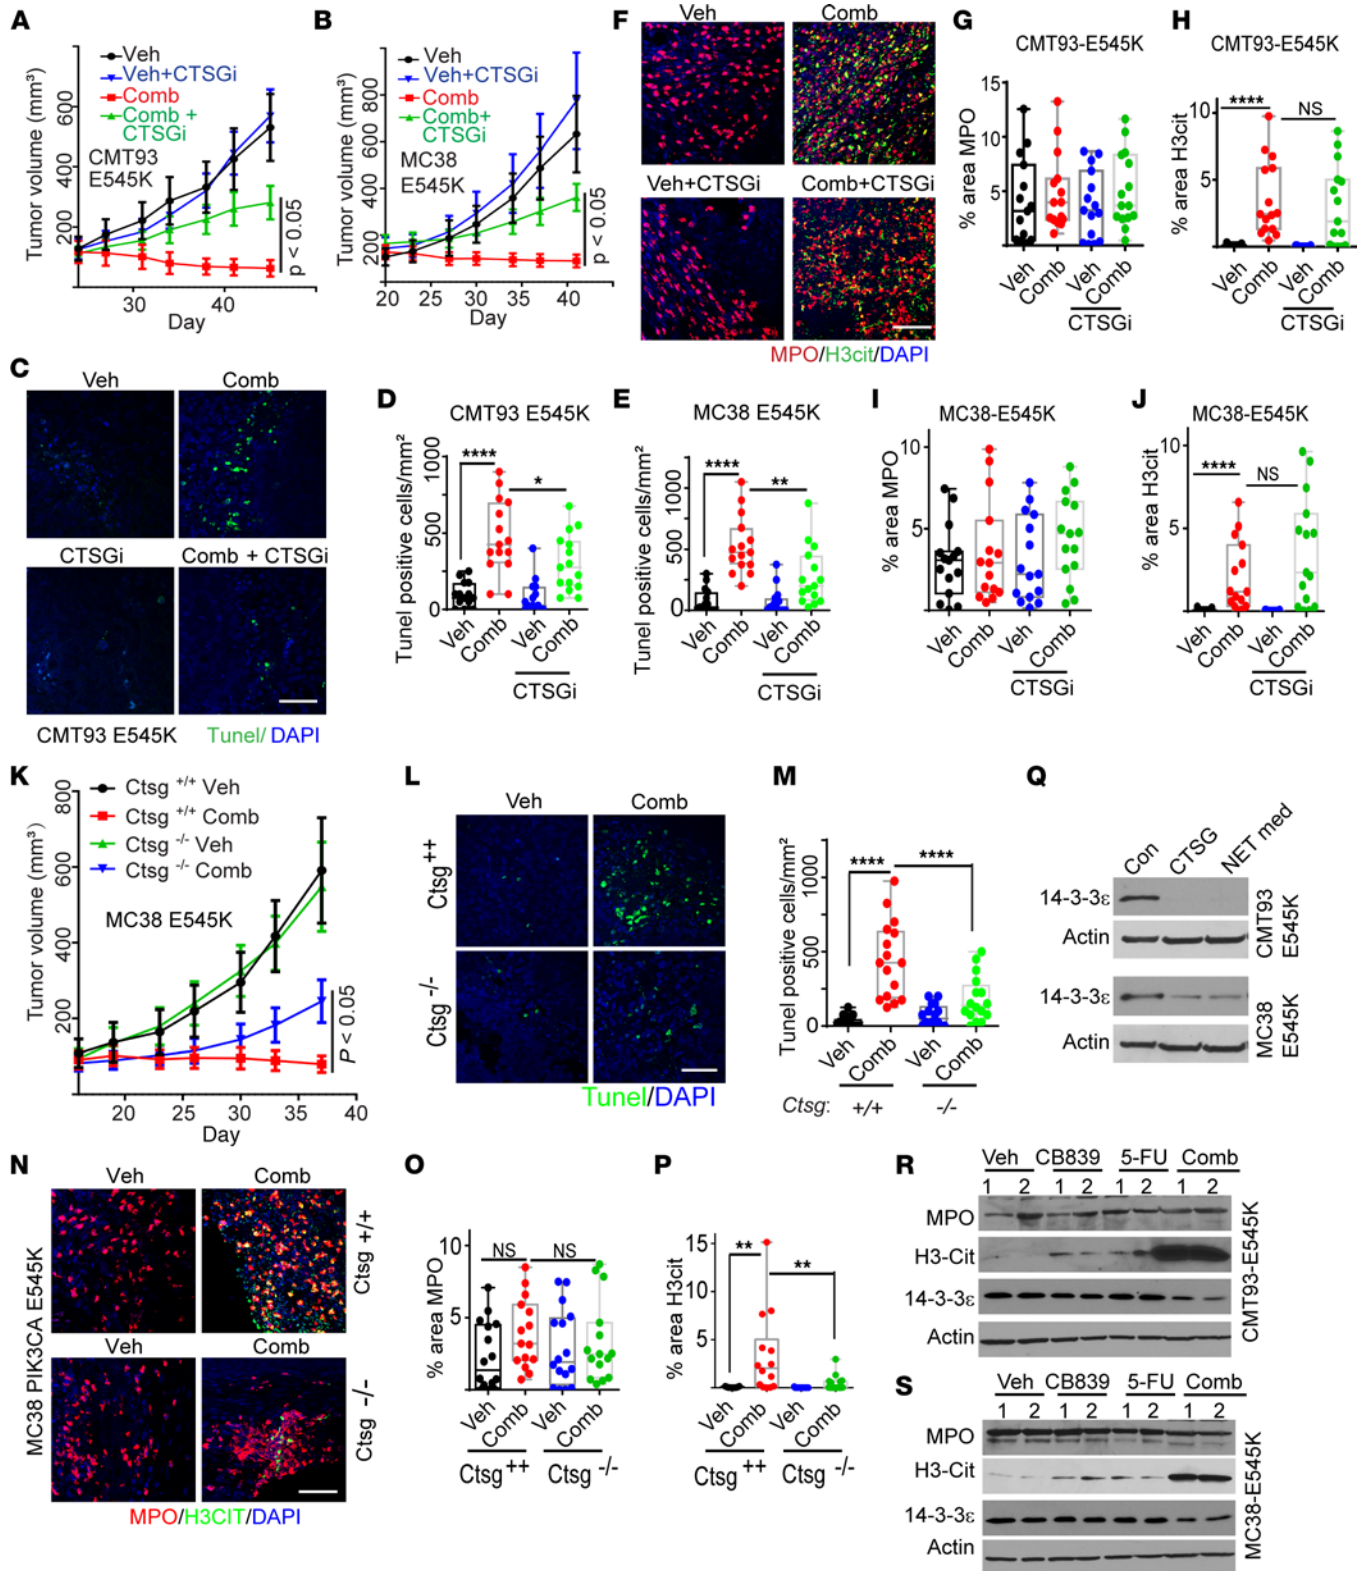 A
Veh
Veh+CTSGi
Comb
Comb +
CTSGi
CMT93
E545K
Tumor volume (mm³)
600
400
200
30
40
Day
p < 0.05
B
Veh
Veh+CTSGi
Comb
Comb+
CTSGi
MC38
E545K
Tumor volume (mm³)
800
600
400
200
20
25
30
35
40
Day
p < 0.05
C
Veh
Comb
CTSGi
Comb + CTSGi
CMT93 E545K
Tunel/ DAPI
D
CMT93 E545K
Tunel positive cells/mm²
1000
500
0
****
*
Veh
Comb
Veh
Comb
CTSGi
E
MC38 E545K
Tunel positive cells/mm²
1000
500
0
****
**
Veh
Comb
Veh
Comb
CTSGi
F
Veh
Comb
Veh+CTSGi
Comb+CTSGi
MPO/H3cit/DAPI
G
CMT93-E545K
% area MPO
15
10
5
0
Veh
Comb
Veh
Comb
CTSGi
H
CMT93-E545K
% area H3cit
10
5
0
****
NS
Veh
Comb
Veh
Comb
CTSGi
I
MC38-E545K
% area MPO
10
5
0
Veh
Comb
Veh
Comb
CTSGi
J
MC38-E545K
% area H3cit
10
5
0
****
NS
Veh
Comb
Veh
Comb
CTSGi
K
Ctsg +/+ Veh
Ctsg +/+ Comb
Ctsg -/- Veh
Ctsg -/- Comb
MC38 E545K
Tumor volume (mm³)
800
600
400
200
20
25
30
35
40
Day
P < 0.05
L
Veh
Comb
Ctsg ++
Ctsg -/-
Tunel/DAPI
M
Tunel positive cells/mm²
1000
500
0
****
****
Veh
Comb
Veh
Comb
Ctsg: +/+ -/-
Q
Con
CTSG
NET med
14-3-3ε
Actin
CMT93
E545K
14-3-3ε
Actin
MC38
E545K
N
MC38 PIK3CA E545K
Veh
Comb
Ctsg +/+
Veh
Comb
Ctsg -/-
MPO/H3CIT/DAPI
O
% area MPO
10
5
0
NS
NS
Veh
Comb
Veh
Comb
Ctsg ++
Ctsg -/-
P
% area H3cit
15
10
5
0
**
**
Veh
Comb
Veh
Comb
Ctsg ++
Ctsg -/-
R
Veh CB839 5-FU Comb
1 2 1 2 1 2 1 2
MPO
H3-Cit
14-3-3ε
Actin
CMT93-E545K
S
Veh CB839 5-FU Comb
1 2 1 2 1 2 1 2
MPO
H3-Cit
14-3-3ε
Actin
MC38-E545K